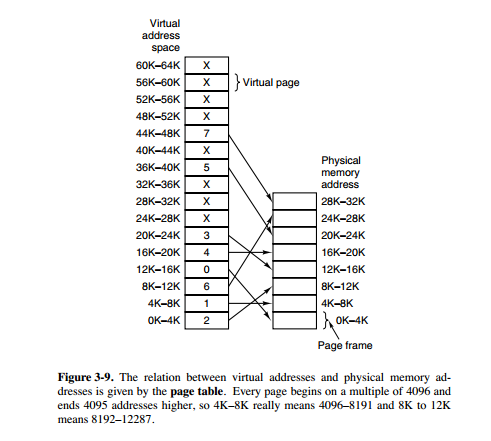 Virtual
address
space
60K–64K X
56K–60K X } Virtual page
52K–56K X
48K–52K X
44K–48K 7
40K–44K X
36K–40K 5
32K–36K X
28K–32K X
24K–28K X
20K–24K 3
16K–20K 4
12K–16K 0
8K–12K 6
4K–8K 1
0K–4K 2
Physical
memory
address
28K–32K
24K–28K
20K–24K
16K–20K
12K–16K
8K–12K
4K–8K
} 0K–4K
Page frame
Figure 3-9. The relation between virtual addresses and physical memory ad-
dresses is given by the page table. Every page begins on a multiple of 4096 and
ends 4095 addresses higher, so 4K–8K really means 4096–8191 and 8K to 12K
means 8192–12287.